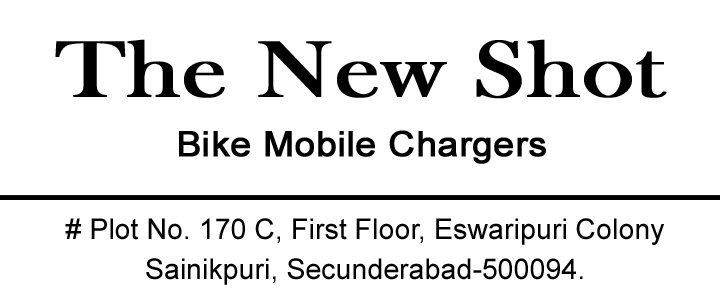 The New Shot
Bike Mobile Chargers
# Plot No. 170 C, First Floor, Eswaripuri Colony
Sainikpuri, Secunderabad-500094.